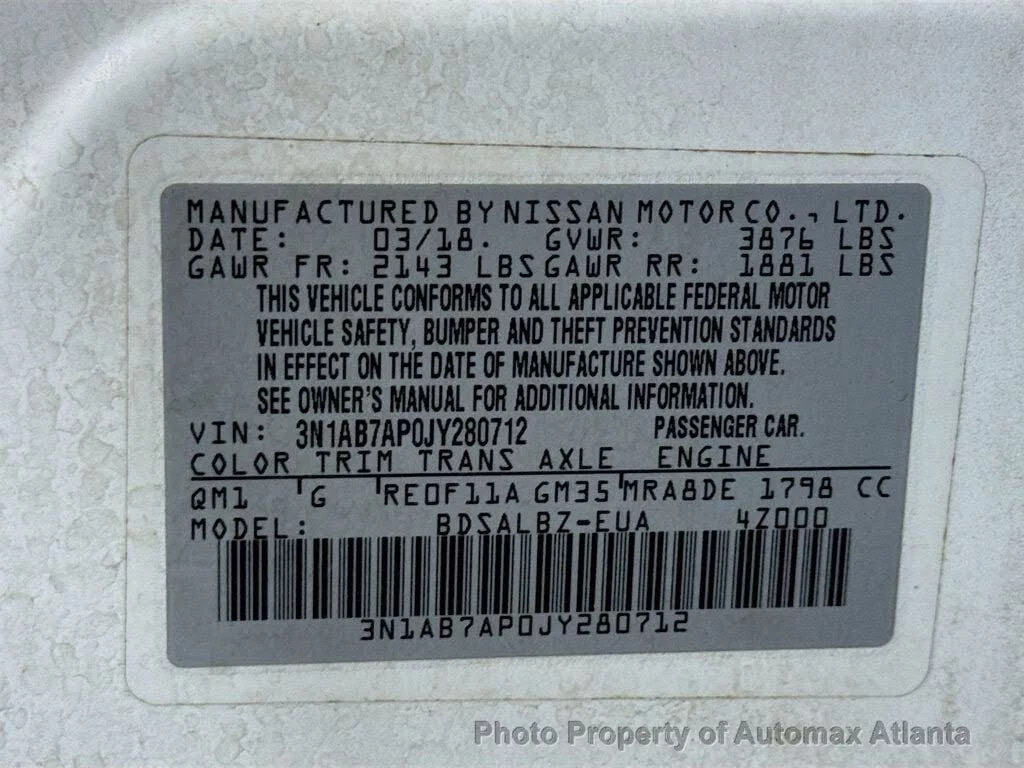 MANUFACTURED BY NISSAN MOTOR CO., LTD.
DATE: 03/18. GVWR: 3876 LBS
GAWR FR: 2143 LBS GAWR RR: 1881 LBS
THIS VEHICLE CONFORMS TO ALL APPLICABLE FEDERAL MOTOR
VEHICLE SAFETY, BUMPER AND THEFT PREVENTION STANDARDS
IN EFFECT ON THE DATE OF MANUFACTURE SHOWN ABOVE.
SEE OWNER'S MANUAL FOR ADDITIONAL INFORMATION.
VIN: 3N1AB7AP0JY280712 PASSENGER CAR.
COLOR TRIM TRANS AXLE ENGINE
QM1 'G 'RE0F11A GM35'MRA8DE 1798 CC
MODEL: BDSALBZ-EUA 4Z000
3N1AB7AP0JY280712
Photo Property of Automax Atlanta